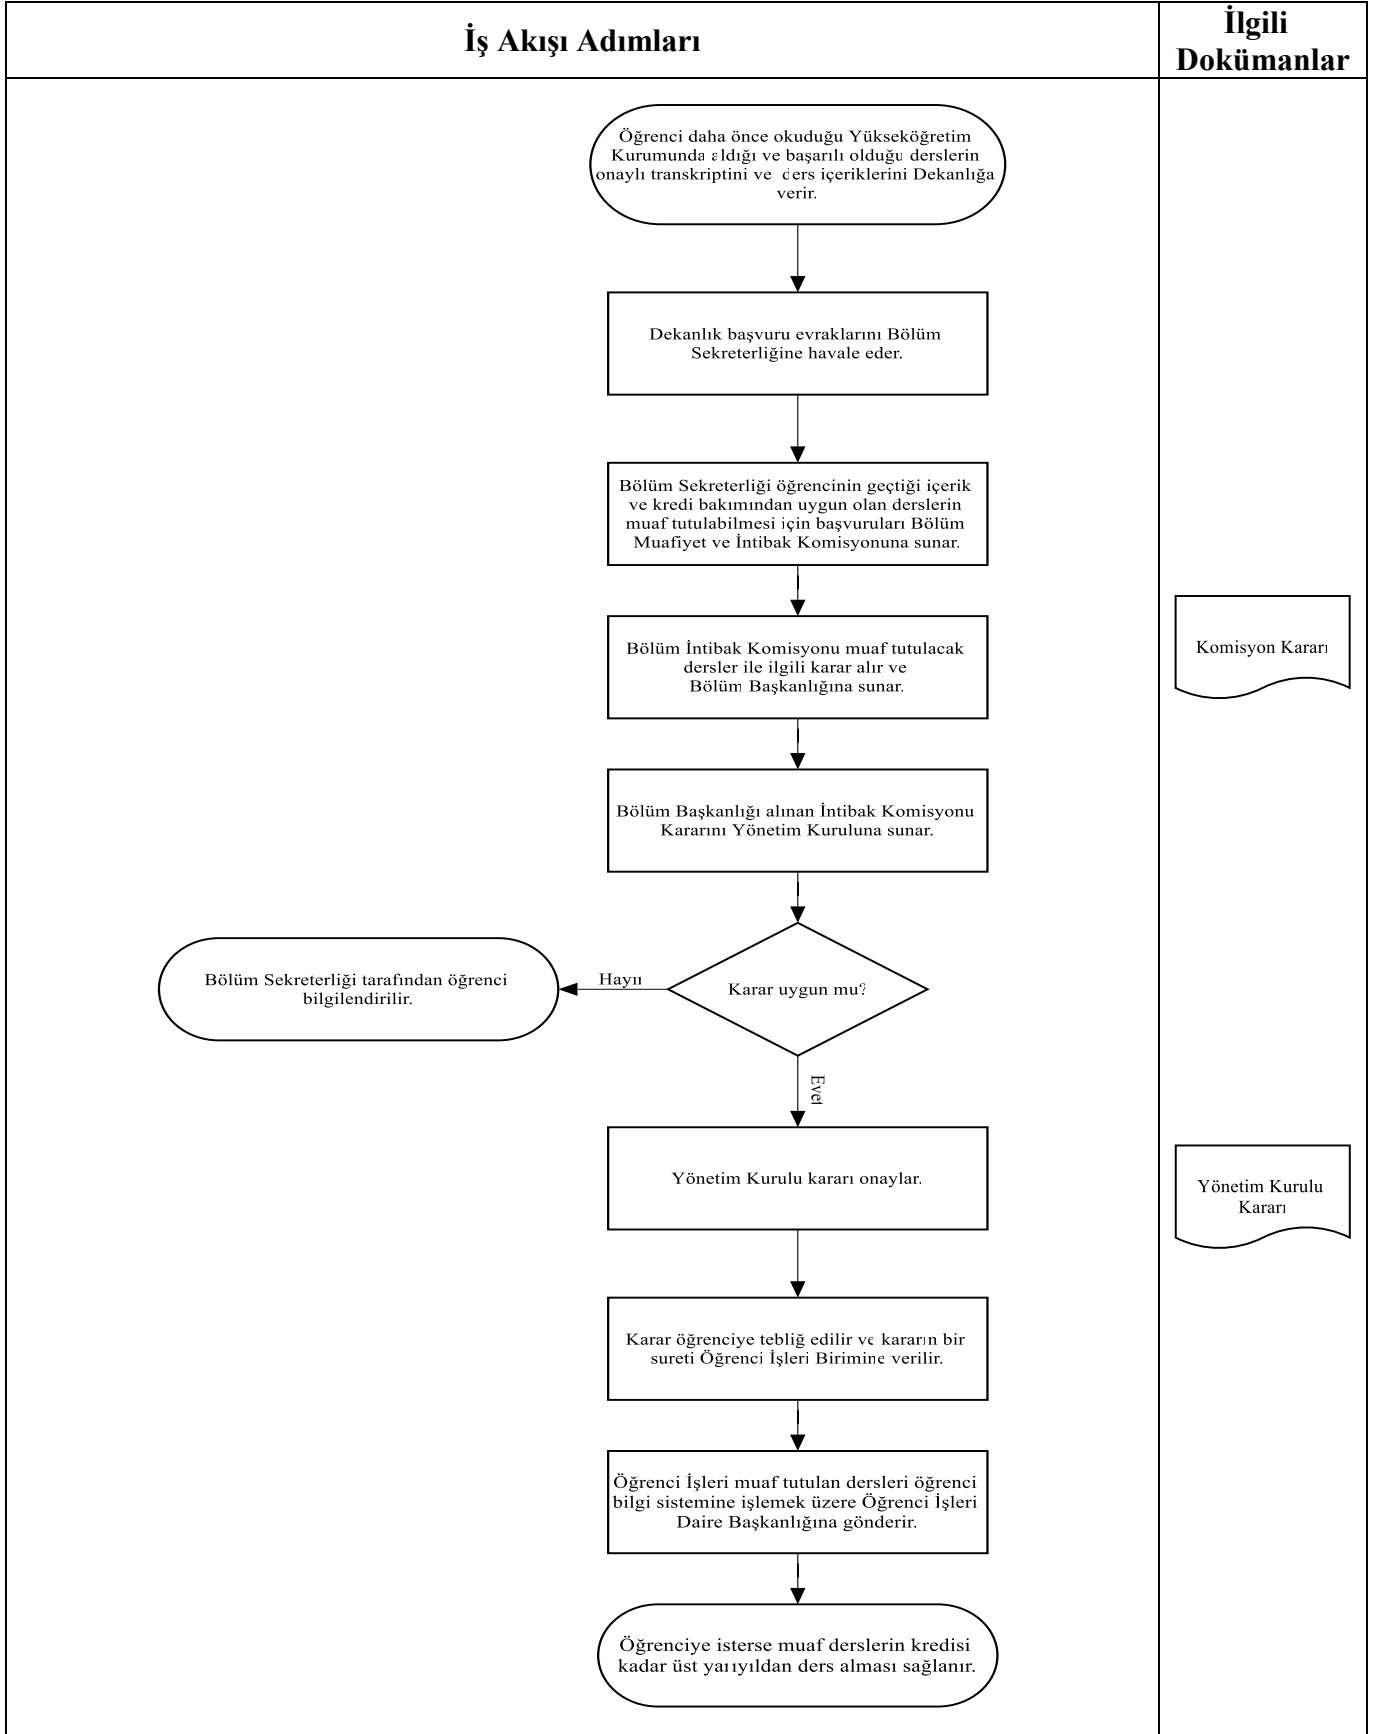 İş Akışı Adımları
İlgili
Dokümanlar
Öğrenci daha önce okuduğu Yükseköğretim
Kurumunda aldığı ve başarılı olduğu derslerin
onaylı transkriptini ve ders içeriklerini Dekanlığa
verir.
Dekanlık başvuru evraklarını Bölüm
Sekreterliğine havale eder.
Bölüm Sekreterliği öğrencinin geçtiği içerik
ve kredi bakımından uygun olan derslerin
muaf tutulabilmesi için başvuruları Bölüm
Muafiyet ve İntibak Komisyonuna sunar.
Bölüm İntibak Komisyonu muaf tutulacak
dersler ile ilgili karar alır ve
Bölüm Başkanlığına sunar.
Komisyon Kararı
Bölüm Başkanlığı alınan İntibak Komisyonu
Kararını Yönetim Kuruluna sunar.
Karar uygun mu?
Hayır
Bölüm Sekreterliği tarafından öğrenci
bilgilendirilir.
Evet
Yönetim Kurulu kararı onaylar.
Yönetim Kurulu
Kararı
Karar öğrenciye tebliğ edilir ve kararın bir
sureti Öğrenci İşleri Birimine verilir.
Öğrenci İşleri muaf tutulan dersleri öğrenci
bilgi sistemine işlemek üzere Öğrenci İşleri
Daire Başkanlığına gönderir.
Öğrenciye isterse muaf derslerin kredisi
kadar üst yarıyıldan ders alması sağlanır.